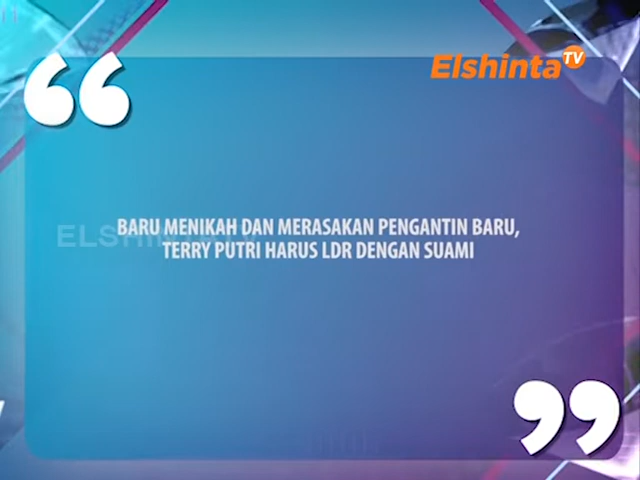 Elshinta TV
BARU MENIKAH DAN MERASAKAN PENGANTIN BARU,
TERRY PUTRI HARUS LDR DENGAN SUAMI